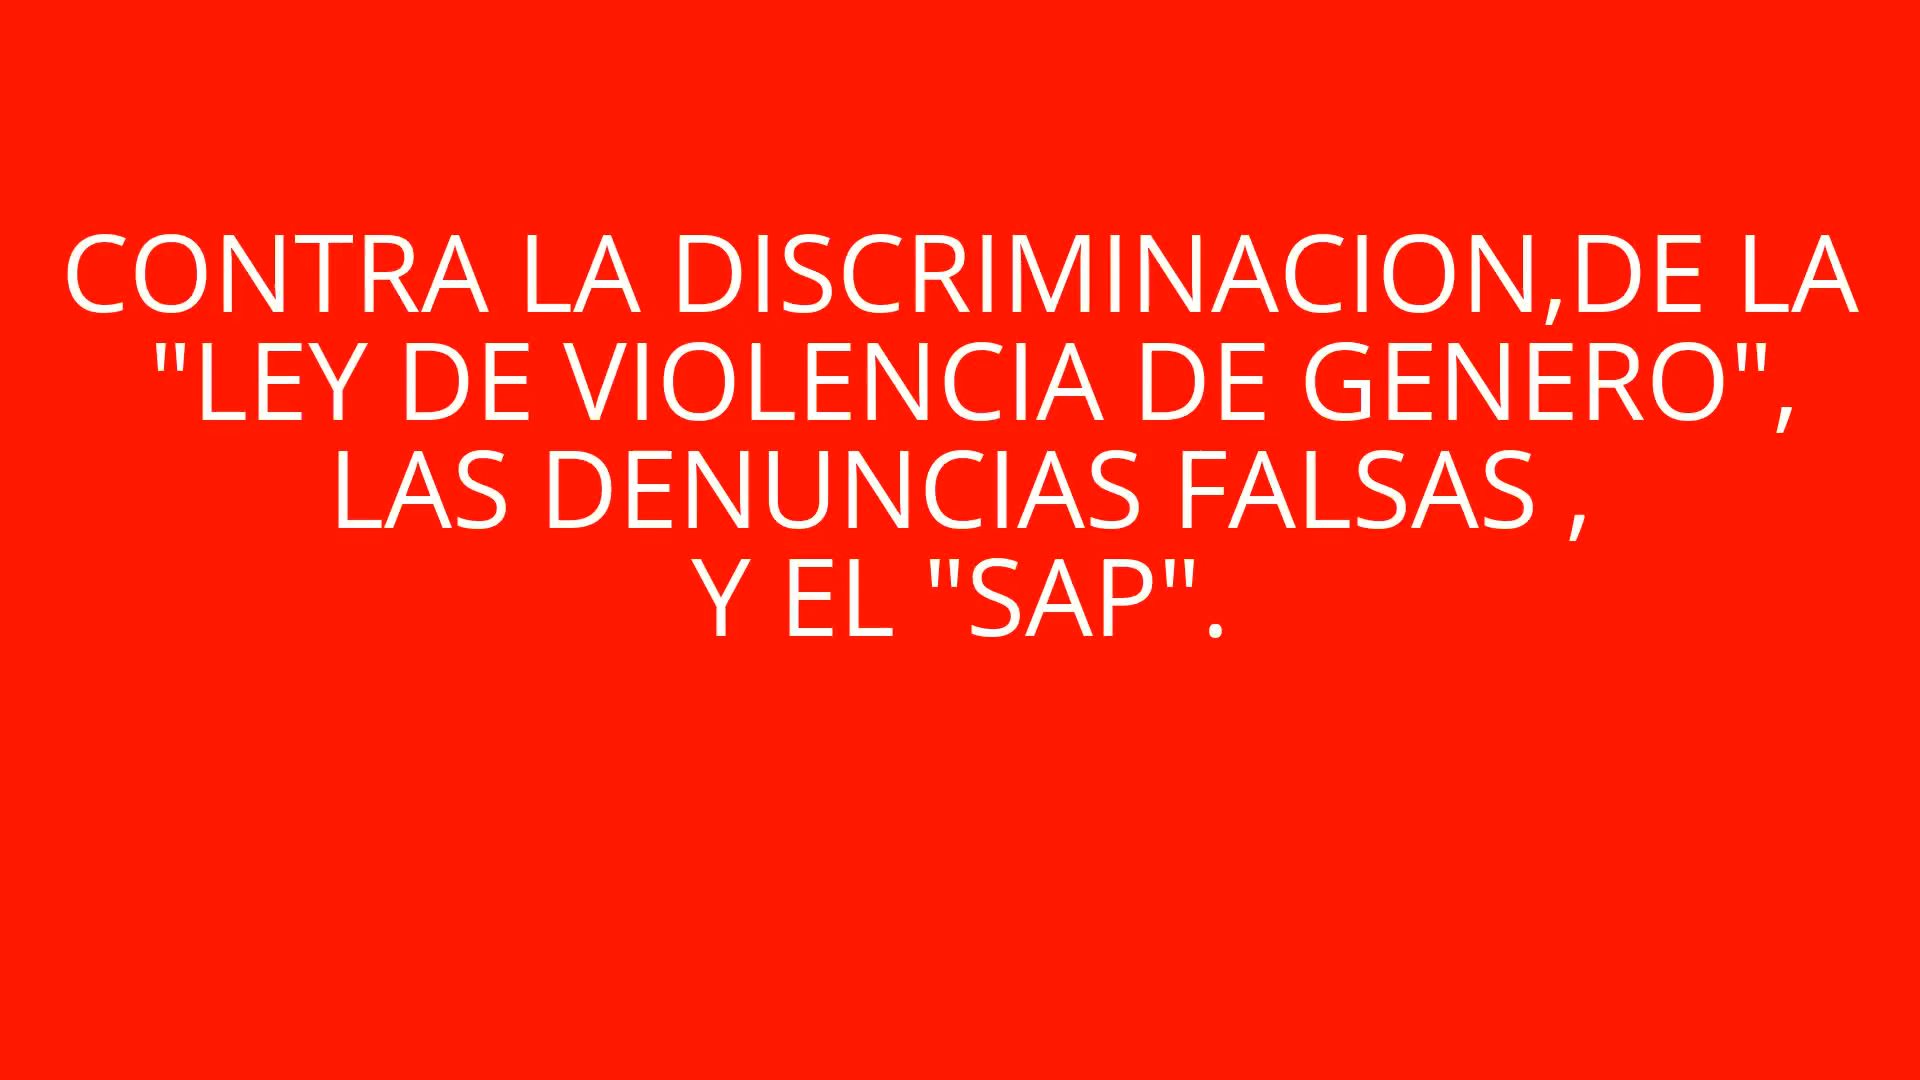 CONTRA LA DISCRIMINACION,DE LA
"LEY DE VIOLENCIA DE GENERO",
LAS DENUNCIAS FALSAS ,
Y EL "SAP".